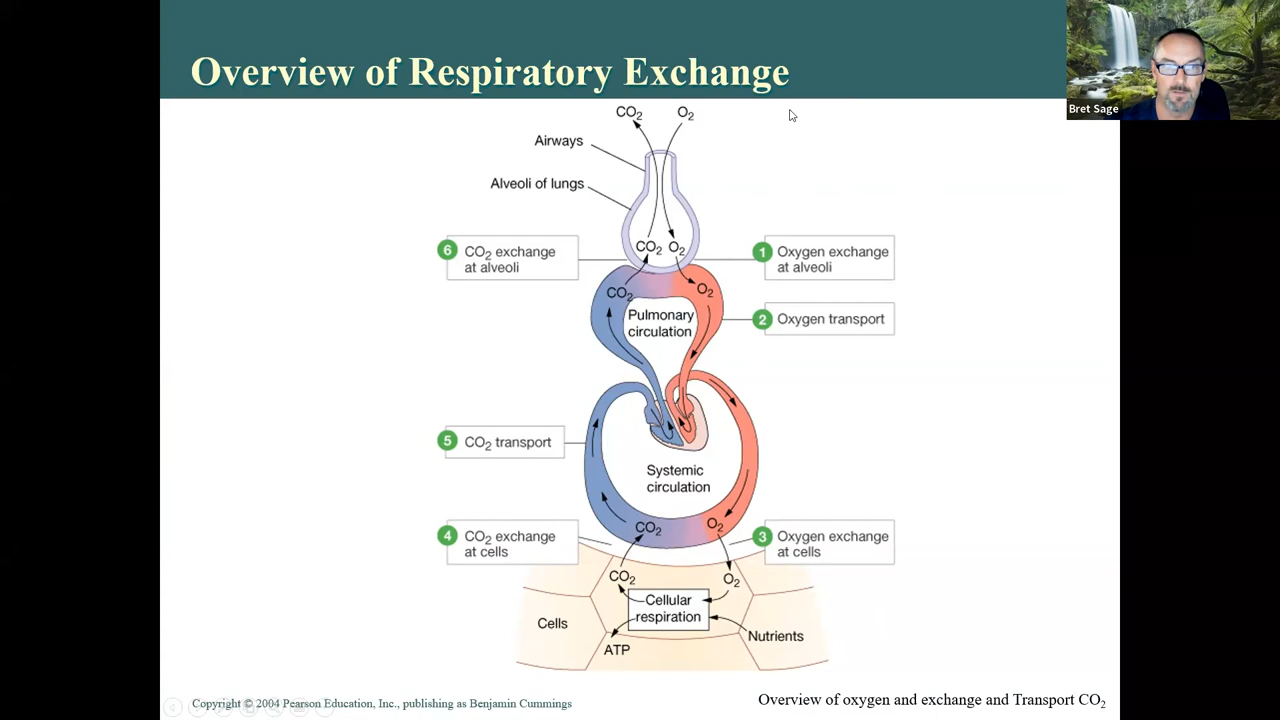 Overview of Respiratory Exchange
Bret Sage
CO₂
O₂
Airways
Alveoli of lungs
CO₂
O₂
6 CO₂ exchange
at alveoli
1 Oxygen exchange
at alveoli
CO₂
O₂
Pulmonary
circulation
2 Oxygen transport
5 CO₂ transport
Systemic
circulation
CO₂
O₂
4 CO₂ exchange
at cells
3 Oxygen exchange
at cells
CO₂
O₂
Cellular
respiration
Cells
Nutrients
ATP
Copyright © 2004 Pearson Education, Inc., publishing as Benjamin Cummings
Overview of oxygen and exchange and Transport CO₂